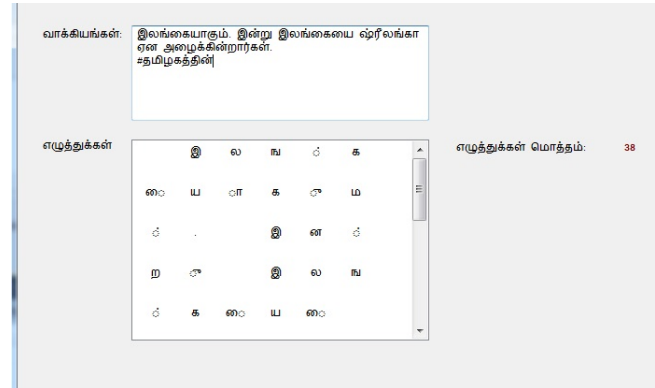 வாக்கியங்கள்:
இலங்கையாகும். இன்று இலங்கையை ஷ்ரீலங்கா
ஏன அழைக்கின்றார்கள்.
#தமிழகத்தின்
எழுத்துக்கள்
இ ல ங ் க
ை ய ா க ு ம
் . இ ன ்
ற ு இ ல ங
் க ை ய ை
எழுத்துக்கள் மொத்தம்: 38